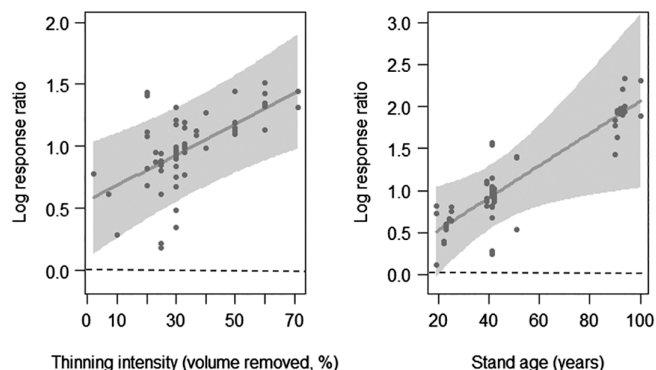 Log response ratio
2.0
1.5
1.0
0.5
0.0
0 10 30 50 70
Thinning intensity (volume removed, %)
Log response ratio
3.0
2.5
2.0
1.5
1.0
0.5
0.0
20 40 60 80 100
Stand age (years)